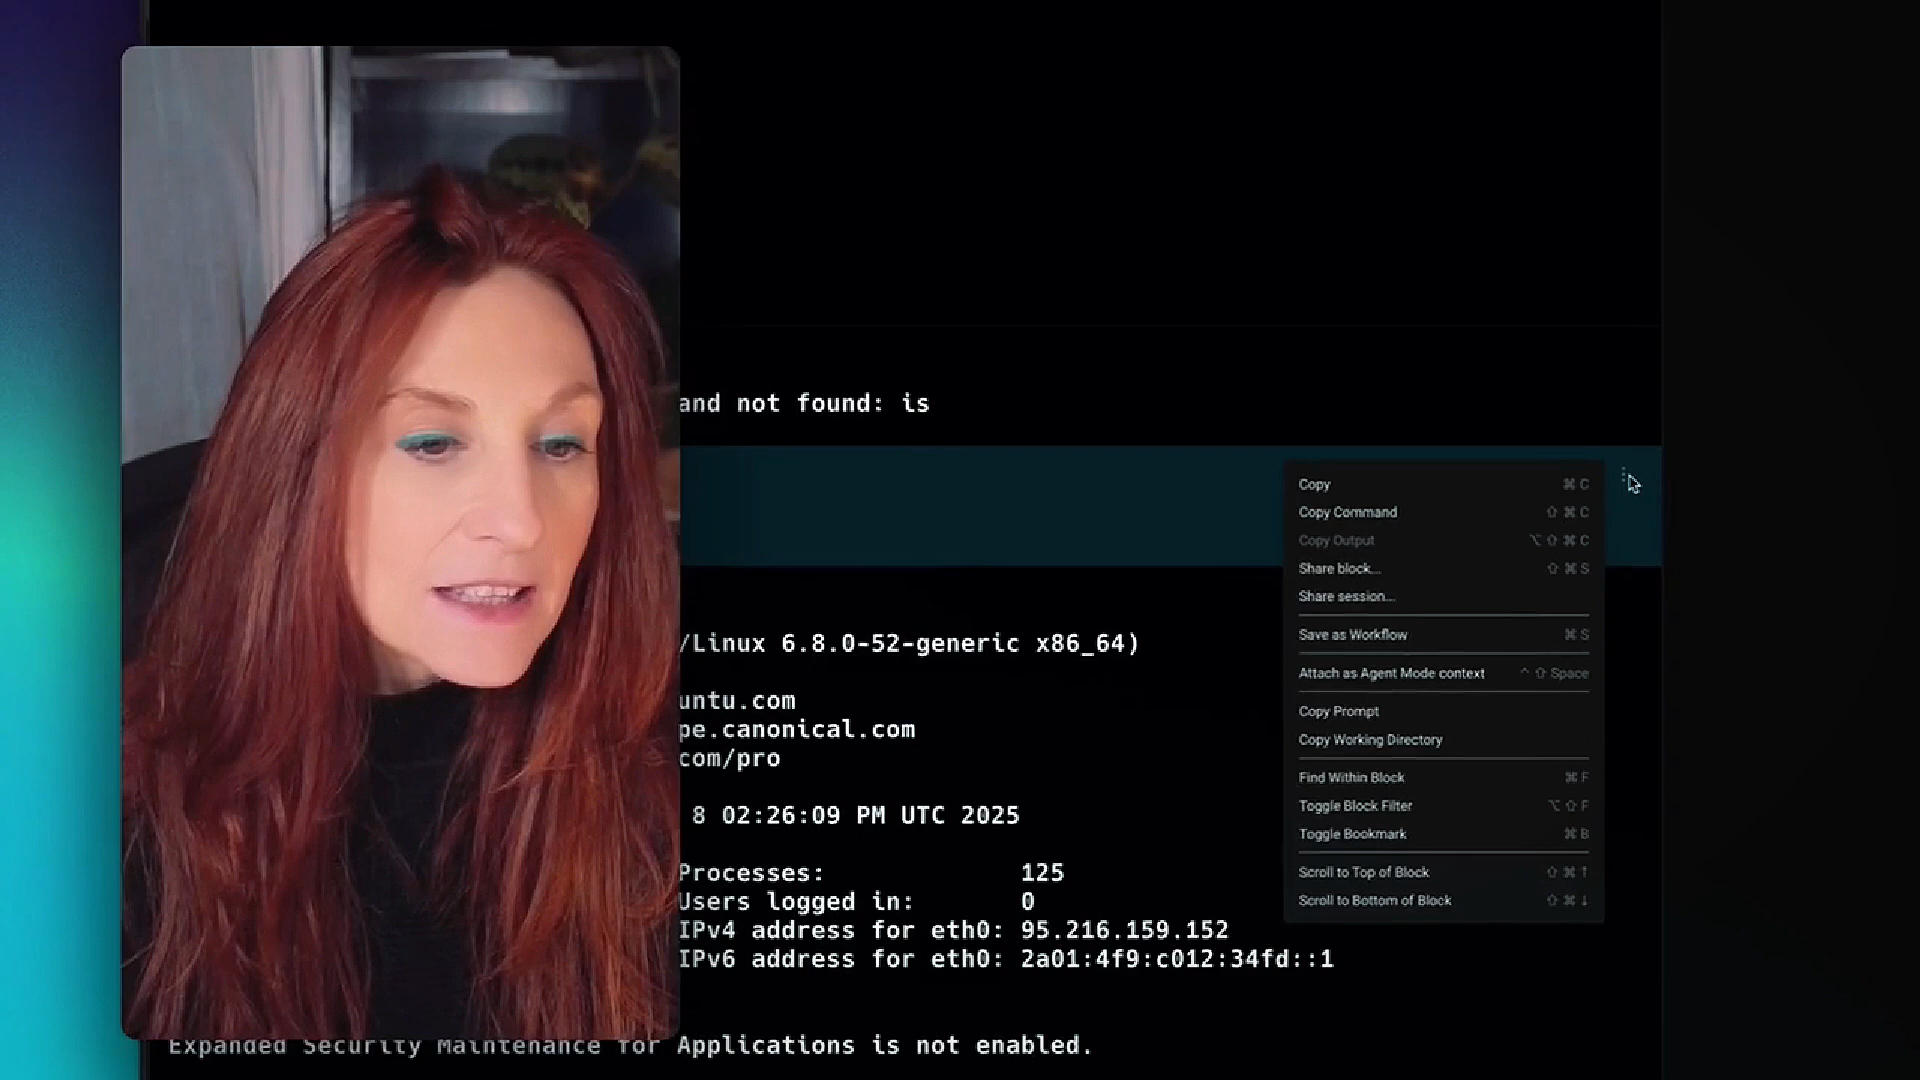 and not found: is
Copy ⌘ C
Copy Command ⇧ ⌘ C
Copy Output ⌥ ⇧ ⌘ C
Share block... ⇧ ⌘ S
Share session...
Save as Workflow ⌘ S
Attach as Agent Mode context ^ ⇧ Space
Copy Prompt
Copy Working Directory
Find Within Block ⌘ F
Toggle Block Filter ⌥ ⇧ F
Toggle Bookmark ⌘ B
Scroll to Top of Block ⇧ ⌘ ↑
Scroll to Bottom of Block ⇧ ⌘ ↓
/Linux 6.8.0-52-generic x86_64)
untu.com
pe.canonical.com
com/pro
8 02:26:09 PM UTC 2025
Processes: 125
Users logged in: 0
IPv4 address for eth0: 95.216.159.152
IPv6 address for eth0: 2a01:4f9:c012:34fd::1
Expanded Security Maintenance for Applications is not enabled.